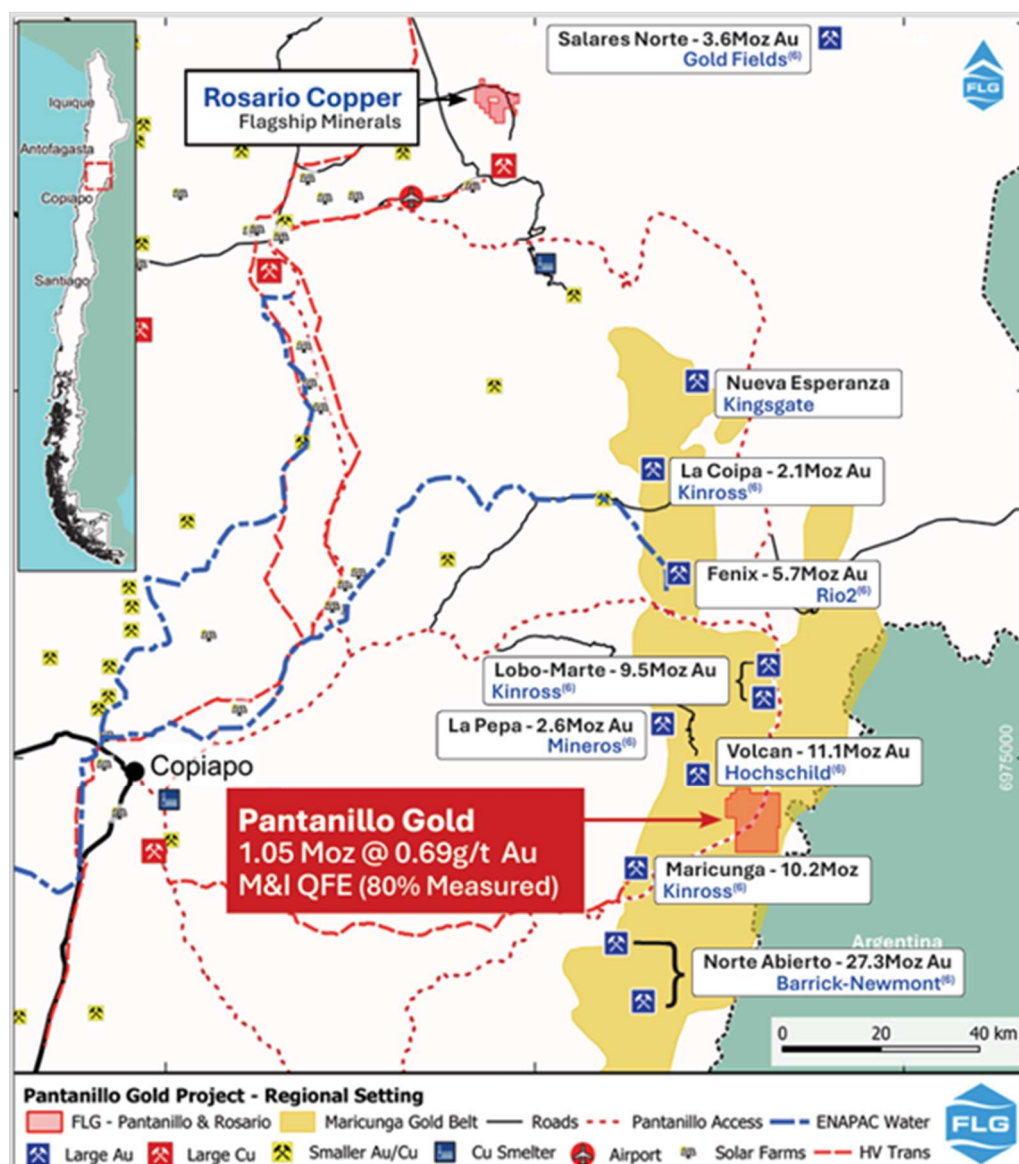 Salares Norte - 3.6Moz Au
Gold Fields(6)
FLG
Rosario Copper
Flagship Minerals
Iquique
Antofagasta
Copiapo
Santiago
Nueva Esperanza
Kingsgate
La Coipa - 2.1Moz Au
Kinross(6)
Fenix - 5.7Moz Au
Rio2(6)
Lobo-Marte - 9.5Moz Au
Kinross(6)
La Pepa - 2.6Moz Au
Mineros(6)
Volcan - 11.1Moz Au
Hochschild(6)
6975000
Copiapo
Pantanillo Gold
1.05 Moz @ 0.69g/t Au
M&I QFE (80% Measured)
Maricunga - 10.2Moz
Kinross(6)
Argentina
Norte Abierto - 27.3Moz Au
Barrick-Newmont(6)
0 20 40 km
Pantanillo Gold Project - Regional Setting
FLG - Pantanillo & Rosario Maricunga Gold Belt Roads Pantanillo Access ENAPAC Water
Large Au Large Cu Smaller Au/Cu Cu Smelter Airport Solar Farms HV Trans
FLG